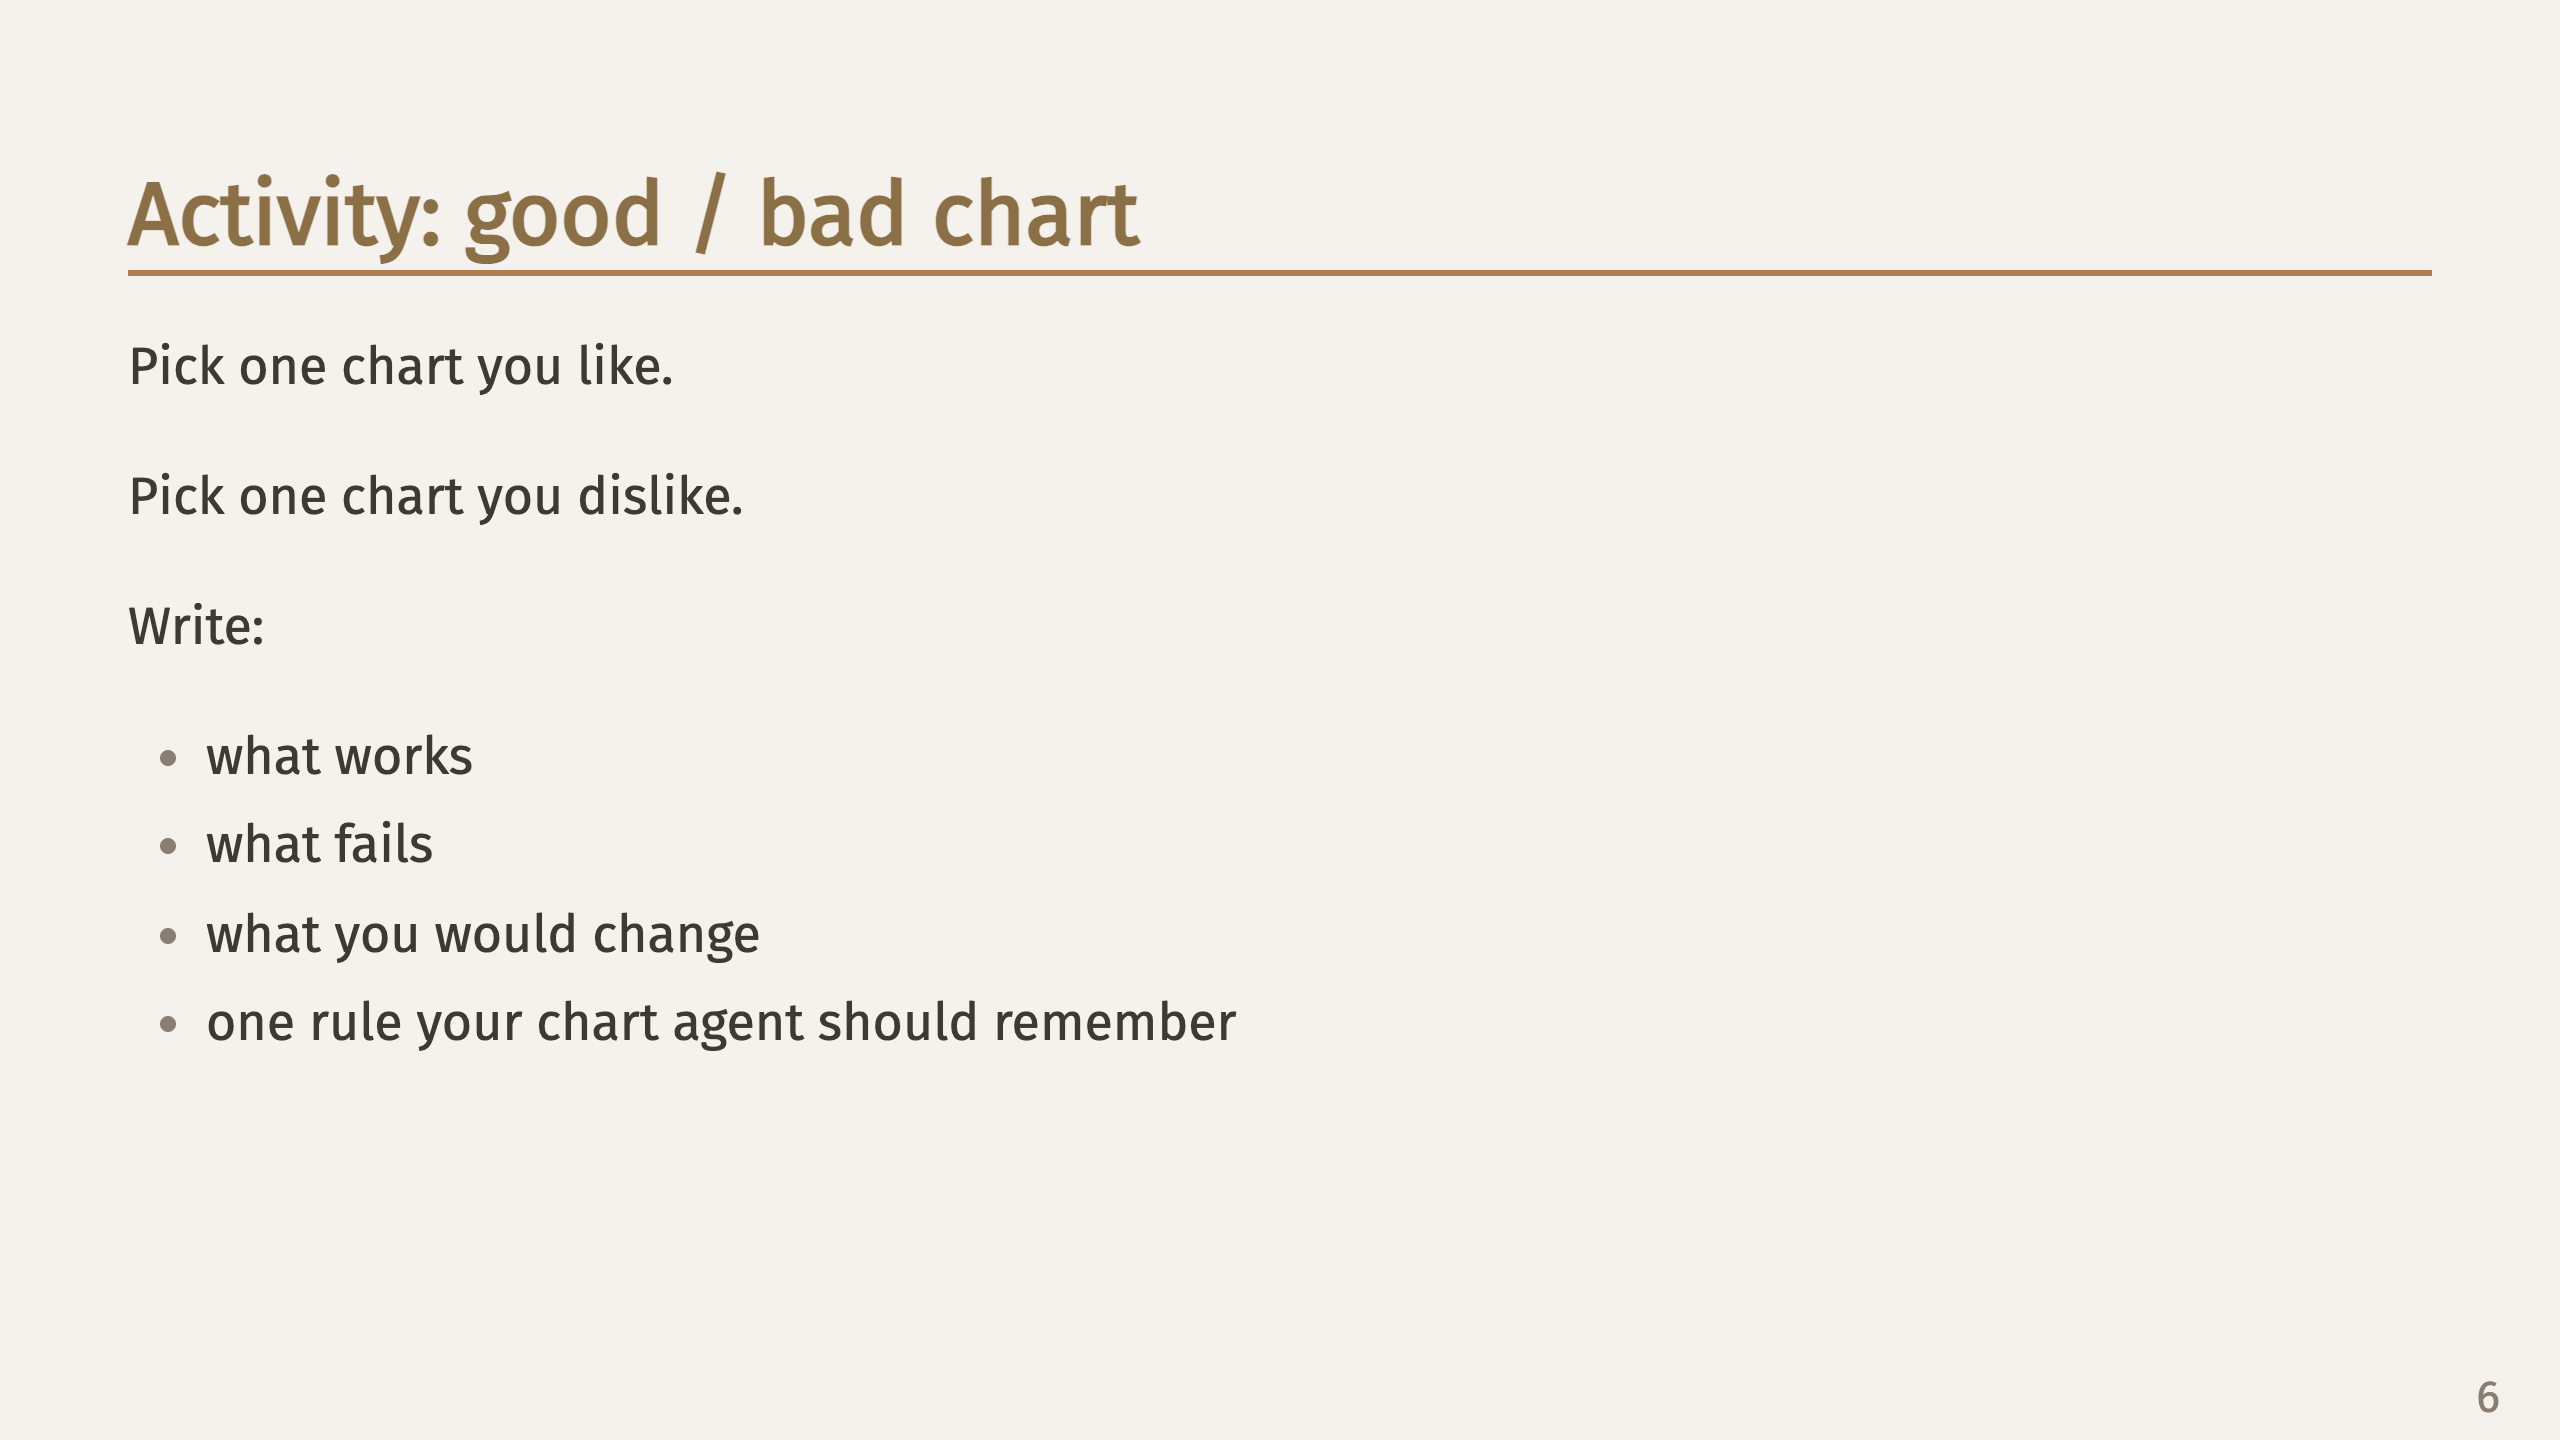 Activity: good / bad chart
Pick one chart you like.
Pick one chart you dislike.
Write:
• what works
• what fails
• what you would change
• one rule your chart agent should remember
6